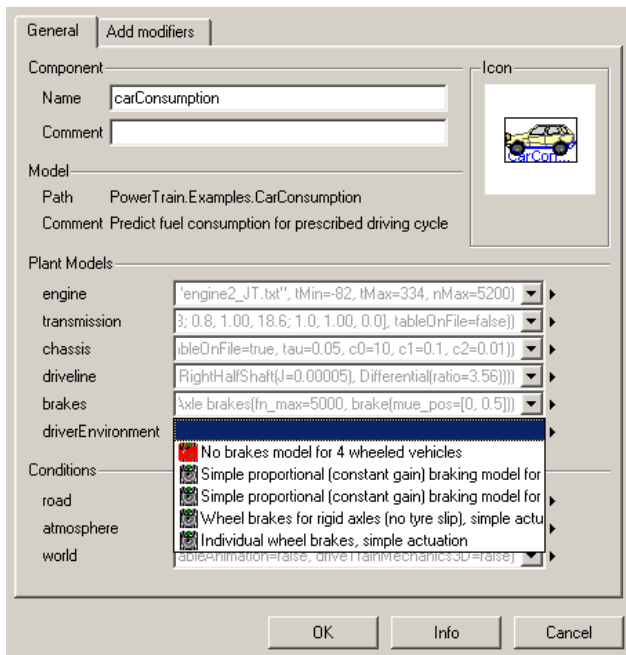 General
Add modifiers
Component
Icon
Name carConsumption
Comment
CarCon...
Model
Path PowerTrain.Examples.CarConsumption
Comment Predict fuel consumption for prescribed driving cycle
Plant Models
engine "engine2_JT.txt", tMin=-82, tMax=334, nMax=5200)
transmission 3; 0.8, 1.00, 18.6; 1.0, 1.00, 0.0], tableOnFile=false))
chassis bleOnFile=true, tau=0.05, c0=10, c1=0.1, c2=0.01))
driveline RightHalfShaft(J=0.00005), Differential(ratio=3.56))))
brakes Axle brakes(fn_max=5000, brake(mue_pos=[0, 0.5]))
driverEnvironment
No brakes model for 4 wheeled vehicles
Simple proportional (constant gain) braking model for
Simple proportional (constant gain) braking model for
Wheel brakes for rigid axles (no tyre slip), simple actu
Individual wheel brakes, simple actuation
Conditions
road
atmosphere
world ableAnimation=false, driveTrainMechanics3D=false)
OK
Info
Cancel